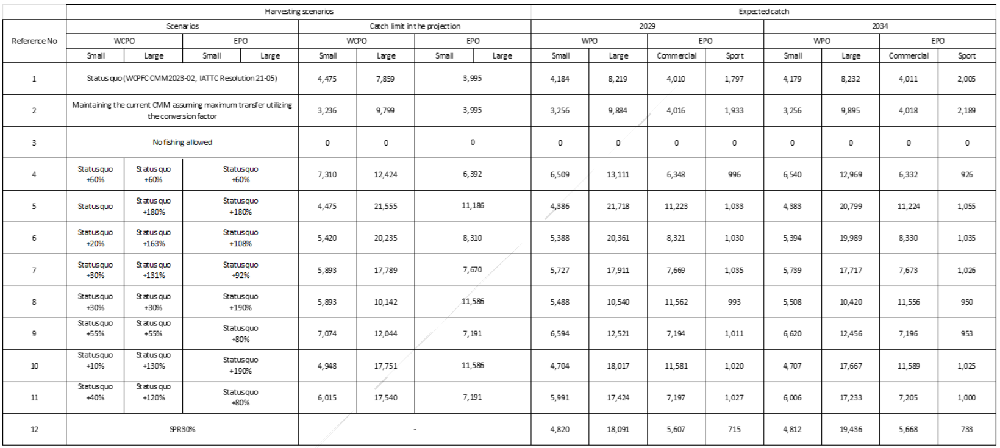 Harvesting scenarios Expected catch
Reference No Scenarios Catch limit in the projection 2029 2034
WCPO EPO WCPO EPO WPO EPO WPO EPO
Small Large Small Large Small Large Small Large Small Large Commercial Sport Small Large Commercial Sport
1 Status quo (WCPFC CMM2023-02, IATTC Resolution 21-05) 4,475 7,859 3,995 4,184 8,219 4,010 1,797 4,179 8,232 4,011 2,005
Maintaining the current CMM assuming maximum transfer utilizing
2 the conversion factor 3,236 9,799 3,995 3,256 9,884 4,016 1,933 3,256 9,895 4,018 2,189
3 No fishing allowed 0 0 0 0 0 0 0 0 0 0 0
Status quo Status quo Status quo
4 +60% +60% +60% 7,310 12,424 6,392 6,509 13,111 6,348 996 6,540 12,969 6,332 926
Status quo Status quo
5 Status quo +180% +180% 4,475 21,555 11,186 4,386 21,718 11,223 1,033 4,383 20,799 11,224 1,055
Status quo Status quo Status quo
6 +20% +163% +108% 5,420 20,235 8,310 5,388 20,361 8,321 1,030 5,394 19,989 8,330 1,035
Status quo Status quo Status quo
7 +30% +131% +92% 5,893 17,789 7,670 5,727 17,911 7,669 1,035 5,739 17,717 7,673 1,026
Status quo Status quo Status quo
8 +30% +30% +190% 5,893 10,142 11,586 5,488 10,540 11,562 993 5,508 10,420 11,556 950
Status quo Status quo Status quo
9 +55% +55% +80% 7,074 12,044 7,191 6,594 12,521 7,194 1,011 6,620 12,456 7,196 953
Status quo Status quo Status quo
10 +10% +130% +190% 4,948 17,751 11,586 4,704 18,017 11,581 1,020 4,707 17,667 11,589 1,025
Status quo Status quo Status quo
11 +40% +120% +80% 6,015 17,540 7,191 5,991 17,424 7,197 1,027 6,006 17,233 7,205 1,000
12 SPR30% - 4,820 18,091 5,607 715 4,812 19,436 5,668 733